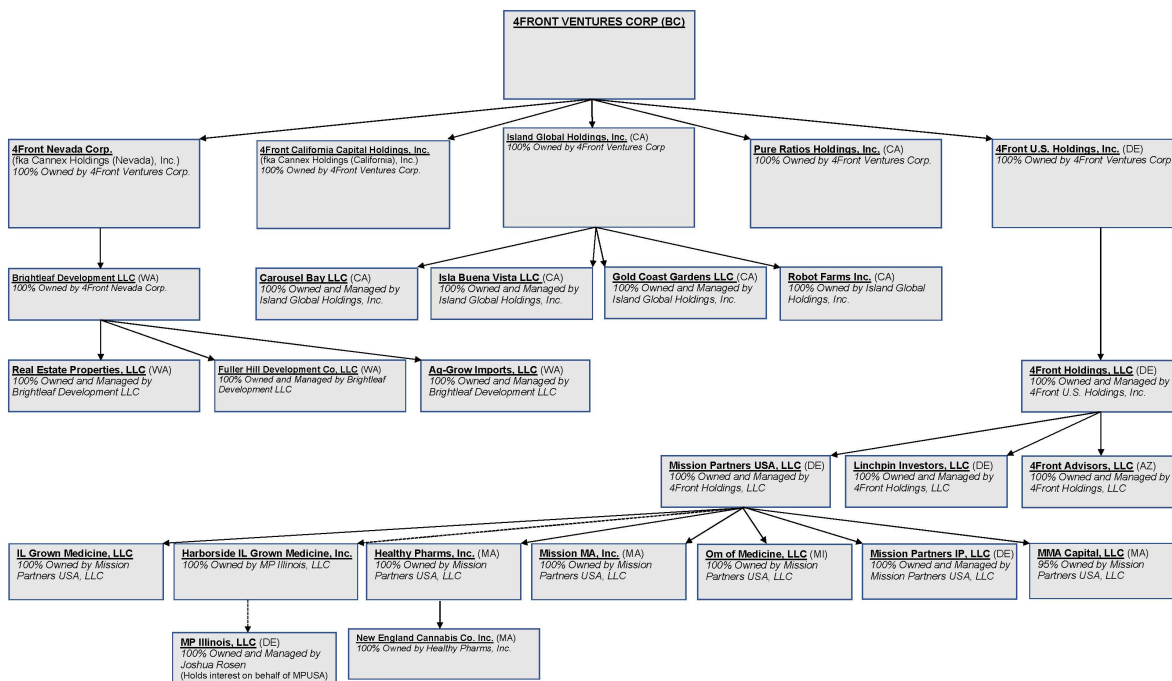 4FRONT VENTURES CORP (BC)
4Front Nevada Corp.
(fka Cannex Holdings (Nevada), Inc.)
100% Owned by 4Front Ventures Corp.
4Front California Capital Holdings, Inc.
(fka Cannex Holdings (California), Inc.)
100% Owned by 4Front Ventures Corp.
Island Global Holdings, Inc. (CA)
100% Owned by 4Front Ventures Corp
Pure Ratios Holdings, Inc. (CA)
100% Owned by 4Front Ventures Corp.
4Front U.S. Holdings, Inc. (DE)
100% Owned by 4Front Ventures Corp.
Brightleaf Development LLC (WA)
100% Owned by 4Front Nevada Corp.
Carousel Bay LLC (CA)
100% Owned and Managed by
Island Global Holdings, Inc.
Isla Buena Vista LLC (CA)
100% Owned and Managed by
Island Global Holdings, Inc.
Gold Coast Gardens LLC (CA)
100% Owned and Managed by
Island Global Holdings, Inc.
Robot Farms Inc. (CA)
100% Owned by Island Global
Holdings, Inc.
Real Estate Properties, LLC (WA)
100% Owned and Managed by
Brightleaf Development LLC
Fuller Hill Development Co, LLC (WA)
100% Owned and Managed by Brightleaf
Development LLC
Ag-Grow Imports, LLC (WA)
100% Owned and Managed by
Brightleaf Development LLC
4Front Holdings, LLC (DE)
100% Owned and Managed by
4Front U.S. Holdings, Inc.
Mission Partners USA, LLC (DE)
100% Owned and Managed by
4Front Holdings, LLC
Linchpin Investors, LLC (DE)
100% Owned and Managed by
4Front Holdings, LLC
4Front Advisors, LLC (AZ)
100% Owned and Managed by
4Front Holdings, LLC
IL Grown Medicine, LLC
100% Owned by Mission
Partners USA, LLC
Harborside IL Grown Medicine, Inc.
100% Owned by MP Illinois, LLC
Healthy Pharms, Inc. (MA)
100% Owned by Mission
Partners USA, LLC
Mission MA, Inc. (MA)
100% Owned by Mission
Partners USA, LLC
Om of Medicine, LLC (MI)
100% Owned by Mission
Partners USA, LLC
Mission Partners IP, LLC (DE)
100% Owned and Managed by
Mission Partners USA, LLC
MMA Capital, LLC (MA)
95% Owned by Mission
Partners USA, LLC
MP Illinois, LLC (DE)
100% Owned and Managed by
Joshua Rosen
(Holds interest on behalf of MPUSA)
New England Cannabis Co. Inc. (MA)
100% Owned by Healthy Pharms, Inc.